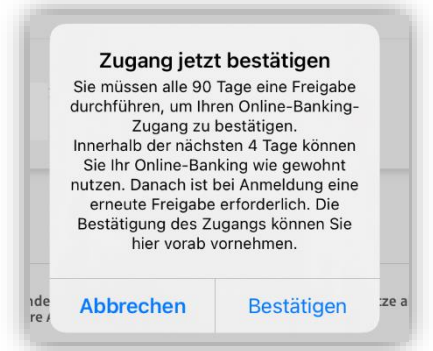 Zugang jetzt bestätigen
Sie müssen alle 90 Tage eine Freigabe
durchführen, um Ihren Online-Banking-
Zugang zu bestätigen.
Innerhalb der nächsten 4 Tage können
Sie Ihr Online-Banking wie gewohnt
nutzen. Danach ist bei Anmeldung eine
erneute Freigabe erforderlich. Die
Bestätigung des Zugangs können Sie
hier vorab vornehmen.
Abbrechen Bestätigen